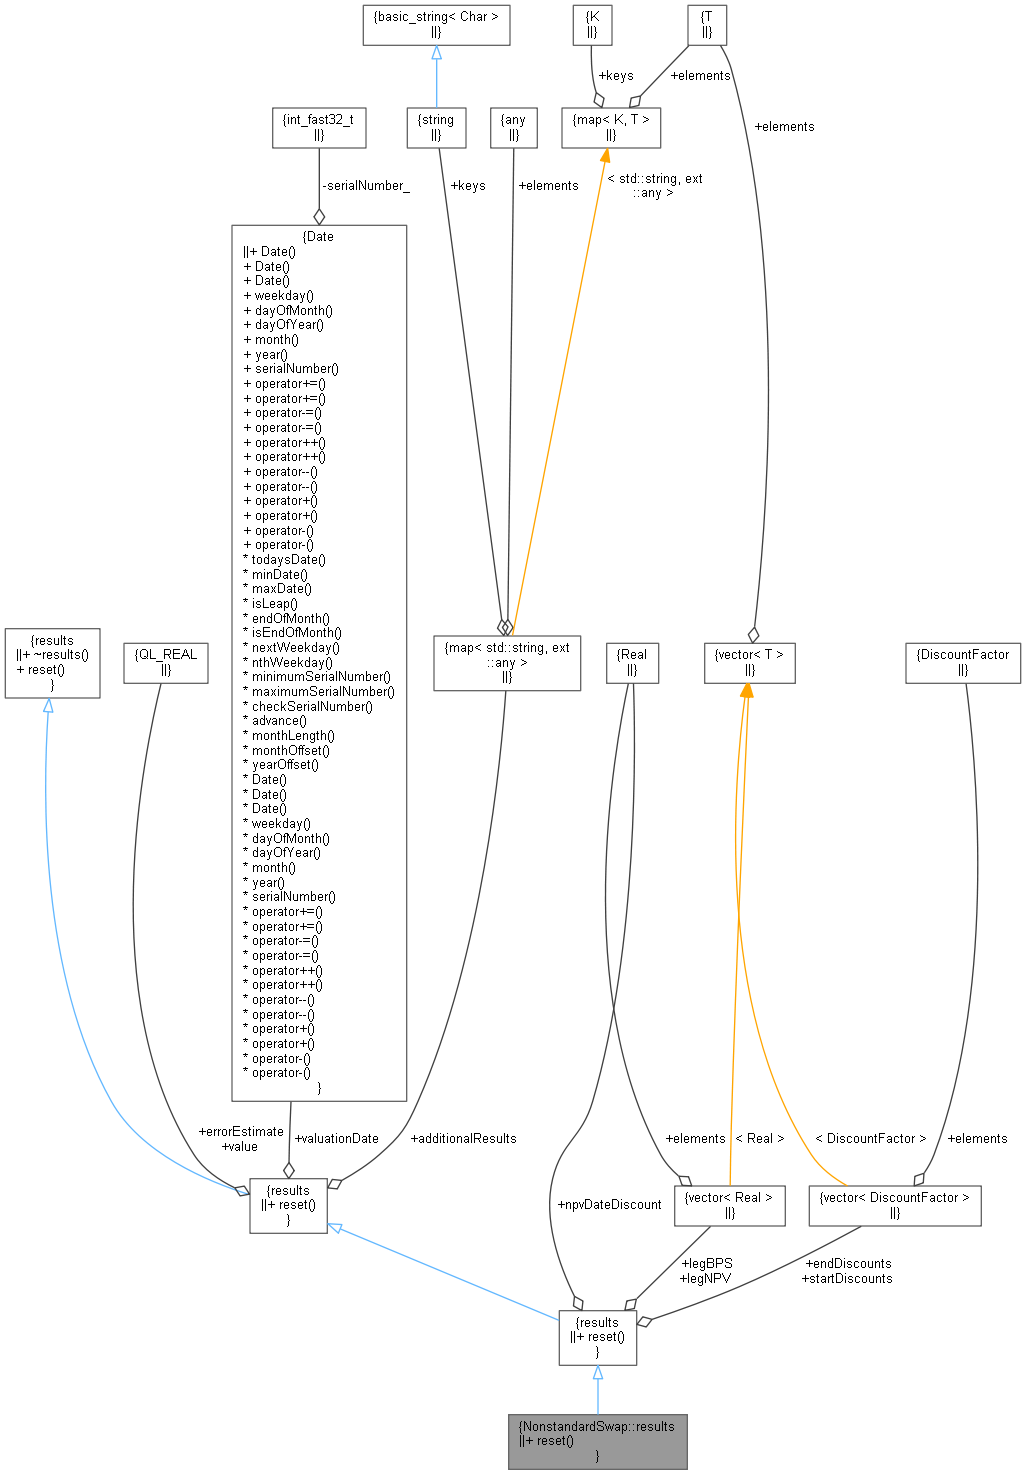 {basic_string< Char >
||}
{K
||}
{T
||}
+keys
+elements
+elements
{int_fast32_t
||}
{string
||}
{any
||}
{map< K, T >
||}
-serialNumber_
+keys
+elements
< std::string, ext
::any >
{Date
||+ Date()
+ Date()
+ Date()
+ weekday()
+ dayOfMonth()
+ dayOfYear()
+ month()
+ year()
+ serialNumber()
+ operator+=()
+ operator+=()
+ operator-=()
+ operator-=()
+ operator++()
+ operator++()
+ operator--()
+ operator--()
+ operator+()
+ operator+()
+ operator-()
+ operator-()
* todaysDate()
* minDate()
* maxDate()
* isLeap()
* endOfMonth()
* isEndOfMonth()
* nextWeekday()
* nthWeekday()
* minimumSerialNumber()
* maximumSerialNumber()
* checkSerialNumber()
* advance()
* monthLength()
* monthOffset()
* yearOffset()
* Date()
* Date()
* Date()
* weekday()
* dayOfMonth()
* dayOfYear()
* month()
* year()
* serialNumber()
* operator+=()
* operator+=()
* operator-=()
* operator-=()
* operator++()
* operator++()
* operator--()
* operator--()
* operator+()
* operator+()
* operator-()
* operator-()
}
{results
||+ ~results()
+ reset()
}
{QL_REAL
||}
{map< std::string, ext
::any >
||}
{Real
||}
{vector< T >
||}
{DiscountFactor
||}
+errorEstimate
+value
+valuationDate
+additionalResults
+elements
< Real >
< DiscountFactor >
+elements
{results
||+ reset()
}
+npvDateDiscount
{vector< Real >
||}
{vector< DiscountFactor >
||}
+legBPS
+legNPV
+endDiscounts
+startDiscounts
{results
||+ reset()
}
{NonstandardSwap::results
||+ reset()
}